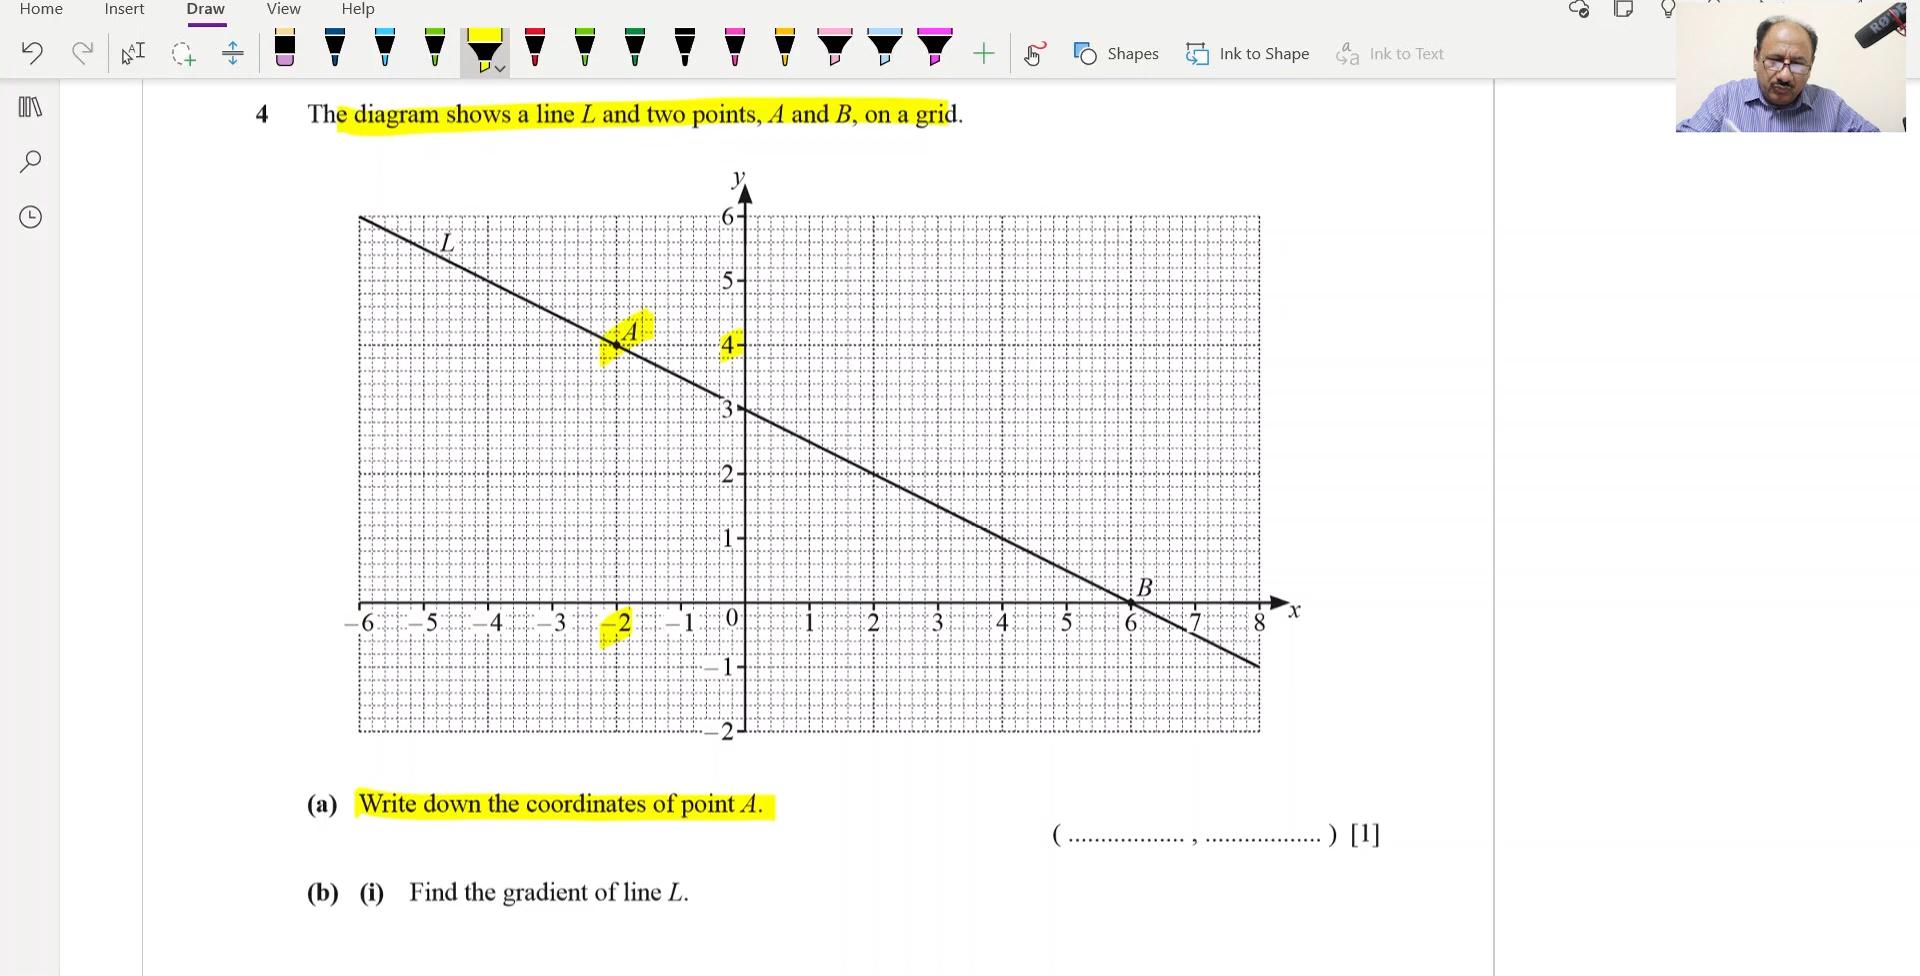 Home Insert Draw View Help
Shapes Ink to Shape Ink to Text
RØDE
4 The diagram shows a line L and two points, A and B, on a grid.
y
6
L
5
A
4
3
2
1
B
-6 -5 -4 -3 -2 -1 0 1 2 3 4 5 6 7 8 x
-1
-2
(a) Write down the coordinates of point A.
( .................. , .................. ) [1]
(b) (i) Find the gradient of line L.